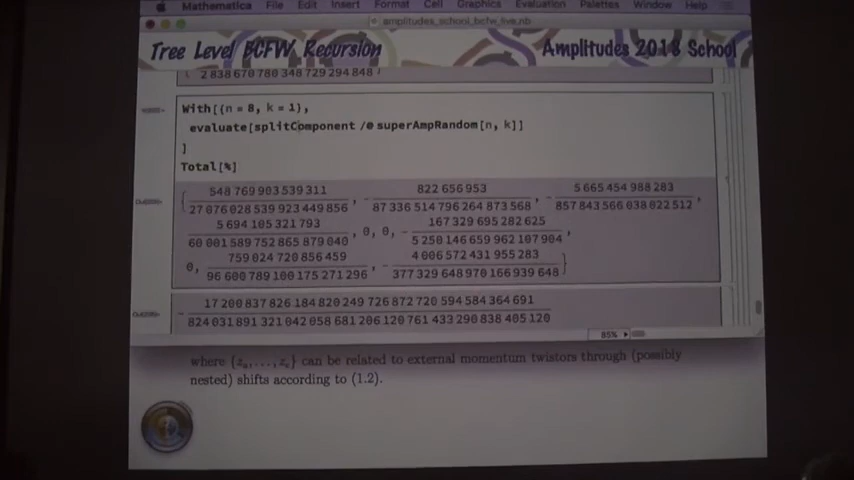 Mathematica File Edit Insert Format Cell Graphics Evaluation Palettes Window Help
amplitudes_school_bcfw_live.nb
Tree Level BCFW Recursion
Amplitudes 2018 School
2 838 670 780 348 729 294 848
With[{n = 8, k = 1},
evaluate[splitComponent /@ superAmpRandom[n, k]]
]
Total[%]
{ 548 769 903 539 311 / 27 076 028 539 923 449 856, - 822 656 953 / 87 336 514 796 264 873 568, - 5 665 454 988 283 / 857 843 566 038 022 512,
5 694 105 321 793 / 60 001 589 752 865 879 040, 0, 0, - 167 329 695 282 625 / 5 250 146 659 962 107 904,
0, 759 024 720 856 459 / 96 600 789 100 175 271 296, - 4 006 572 431 955 283 / 377 329 648 970 166 939 648 }
- 17 200 837 826 184 820 249 726 872 720 594 584 364 691 / 824 031 891 321 042 058 681 206 120 761 433 290 838 405 120
85%
where {z_a, ..., z_c} can be related to external momentum twistors through (possibly
nested) shifts according to (1.2).